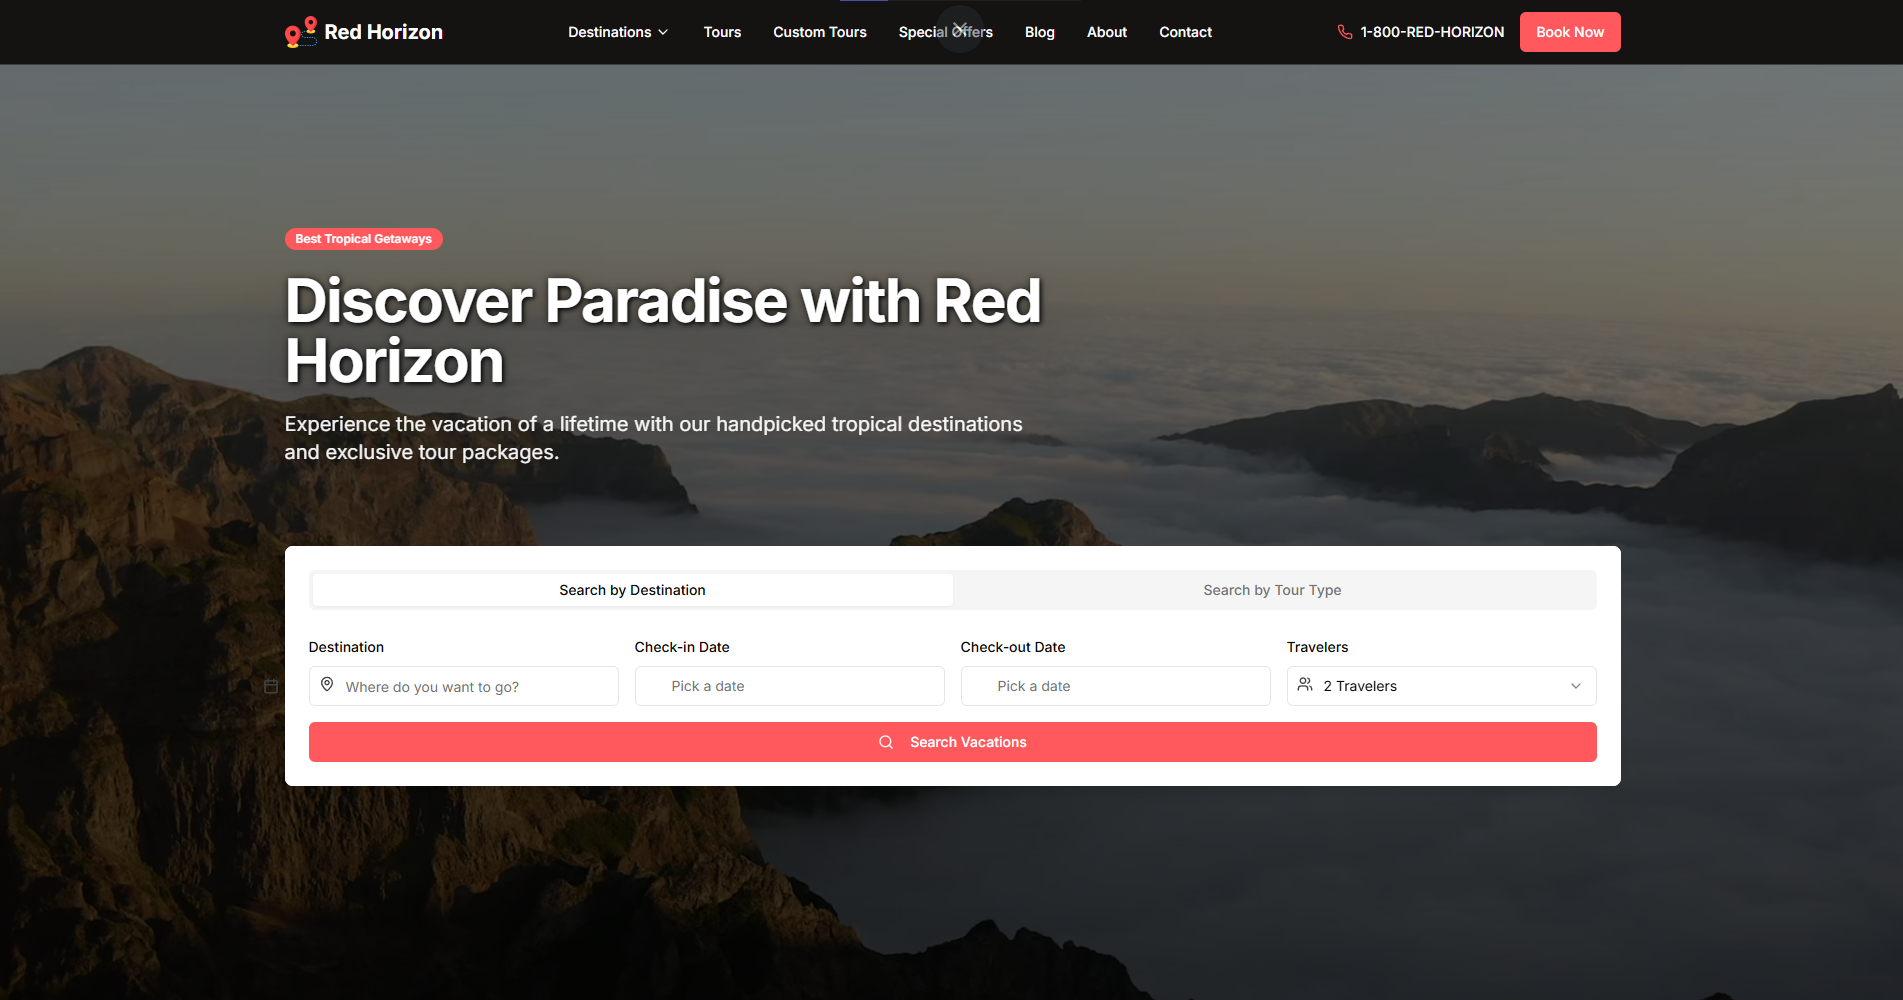 Red Horizon
Destinations
Tours
Custom Tours
Special Offers
Blog
About
Contact
1-800-RED-HORIZON
Book Now
Best Tropical Getaways
Discover Paradise with Red
Horizon
Experience the vacation of a lifetime with our handpicked tropical destinations
and exclusive tour packages.
Search by Destination
Search by Tour Type
Destination
Check-in Date
Check-out Date
Travelers
Where do you want to go?
Pick a date
Pick a date
2 Travelers
Search Vacations